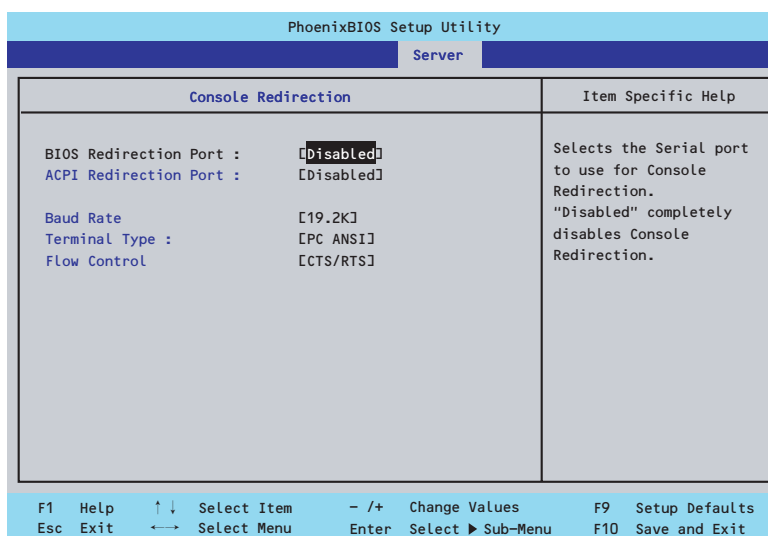 PhoenixBIOS Setup Utility
Server
Console Redirection
Item Specific Help
BIOS Redirection Port : [Disabled]
ACPI Redirection Port : [Disabled]
Baud Rate [19.2K]
Terminal Type : [PC ANSI]
Flow Control [CTS/RTS]
Selects the Serial port
to use for Console
Redirection.
"Disabled" completely
disables Console
Redirection.
F1 Help ↑↓ Select Item - /+ Change Values F9 Setup Defaults
Esc Exit ←→ Select Menu Enter Select ▶ Sub-Menu F10 Save and Exit